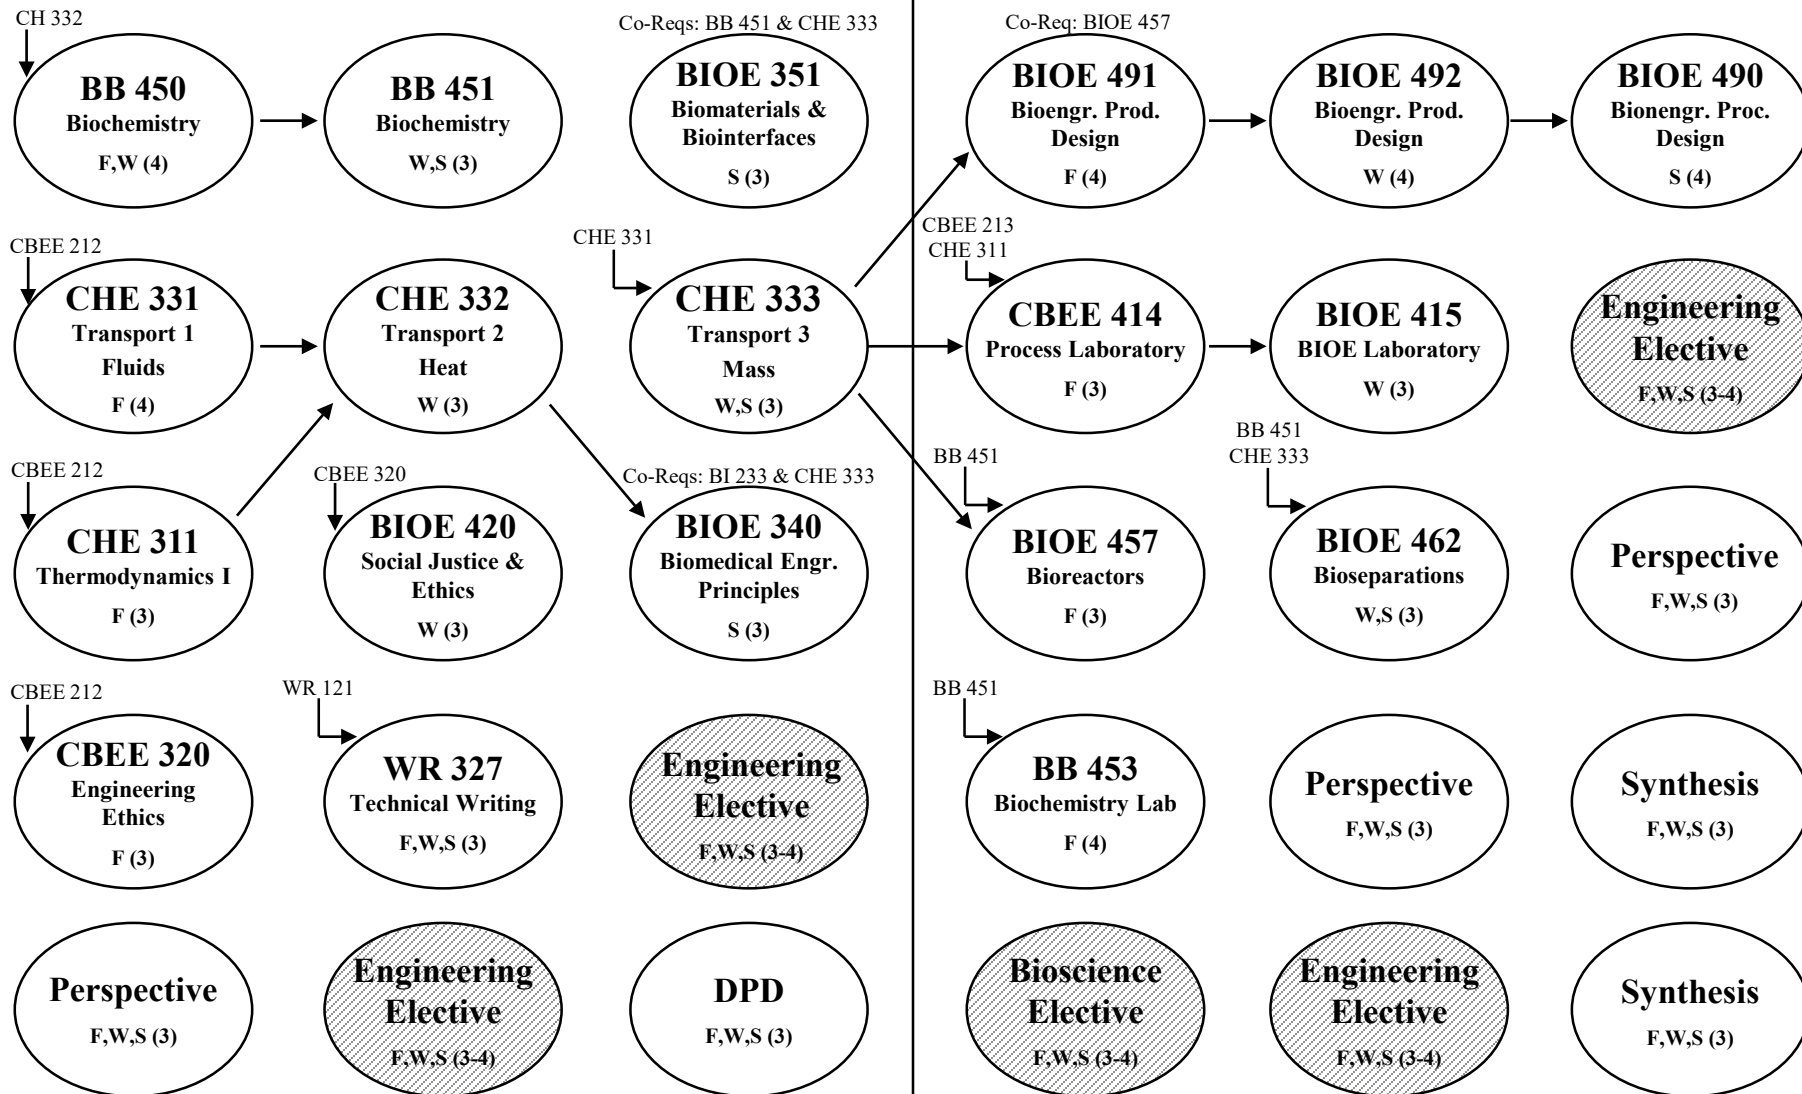 CH 332
BB 450
Biochemistry
F,W (4)
BB 451
Biochemistry
W,S (3)
Co-Reqs: BB 451 & CHE 333
BIOE 351
Biomaterials &
Biointerfaces
S (3)
Co-Req: BIOE 457
BIOE 491
Bioengr. Prod.
Design
F (4)
BIOE 492
Bioengr. Prod.
Design
W (4)
BIOE 490
Bionengr. Proc.
Design
S (4)
CBEE 212
CHE 331
Transport 1
Fluids
F (4)
CHE 332
Transport 2
Heat
W (3)
CHE 331
CHE 333
Transport 3
Mass
W,S (3)
CBEE 213
CHE 311
CBEE 414
Process Laboratory
F (3)
BIOE 415
BIOE Laboratory
W (3)
Engineering
Elective
F,W,S (3-4)
CBEE 212
CHE 311
Thermodynamics I
F (3)
CBEE 320
BIOE 420
Social Justice &
Ethics
W (3)
Co-Reqs: BI 233 & CHE 333
BIOE 340
Biomedical Engr.
Principles
S (3)
BB 451
BIOE 457
Bioreactors
F (3)
BB 451
CHE 333
BIOE 462
Bioseparations
W,S (3)
Perspective
F,W,S (3)
CBEE 212
CBEE 320
Engineering
Ethics
F (3)
WR 121
WR 327
Technical Writing
F,W,S (3)
Engineering
Elective
F,W,S (3-4)
BB 451
BB 453
Biochemistry Lab
F (4)
Perspective
F,W,S (3)
Synthesis
F,W,S (3)
Perspective
F,W,S (3)
Engineering
Elective
F,W,S (3-4)
DPD
F,W,S (3)
Bioscience
Elective
F,W,S (3-4)
Engineering
Elective
F,W,S (3-4)
Synthesis
F,W,S (3)